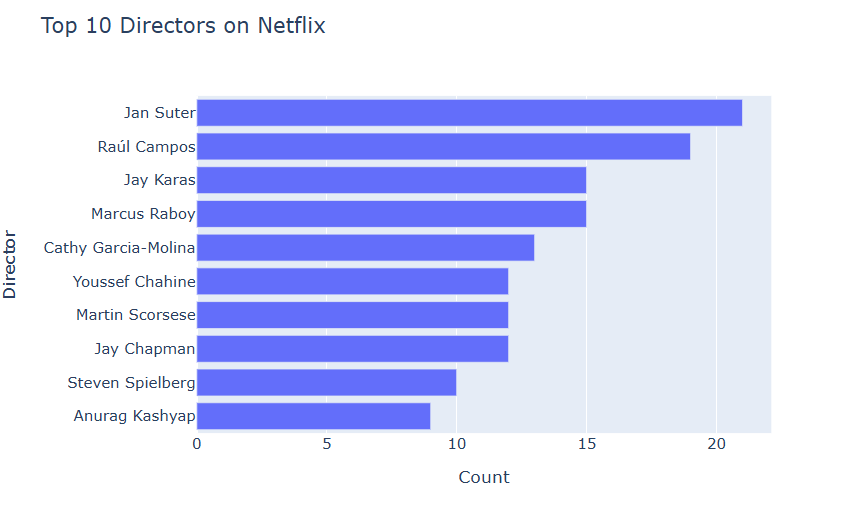 Top 10 Directors on Netflix
Director
Jan Suter
Raúl Campos
Jay Karas
Marcus Raboy
Cathy Garcia-Molina
Youssef Chahine
Martin Scorsese
Jay Chapman
Steven Spielberg
Anurag Kashyap
0 5 10 15 20
Count